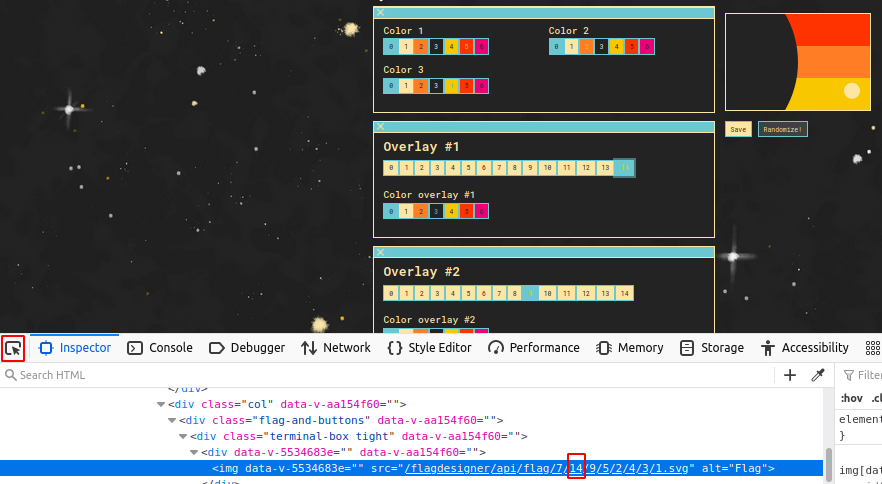 Color 1
Color 2
0 1 2 3 4 5 6
0 1 2 3 4 5 6
Color 3
0 1 2 3 4 5 6
Save
Randomize!
Overlay #1
0 1 2 3 4 5 6 7 8 9 10 11 12 13 14
Color overlay #1
0 1 2 3 4 5 6
Overlay #2
0 1 2 3 4 5 6 7 8 9 10 11 12 13 14
Color overlay #2
Inspector
Console
Debugger
Network
Style Editor
Performance
Memory
Storage
Accessibility
Search HTML
Filter
</div>
<div class="col" data-v-aa154f60="">
:hov .c
<div class="flag-and-buttons" data-v-aa154f60="">
element
<div class="terminal-box tight" data-v-aa154f60="">
}
<div data-v-5534683e="" data-v-aa154f60="">
<img data-v-5534683e="" src="/flagdesigner/api/flag/7/14/9/5/2/4/3/1.svg" alt="Flag">
img[da
</div>